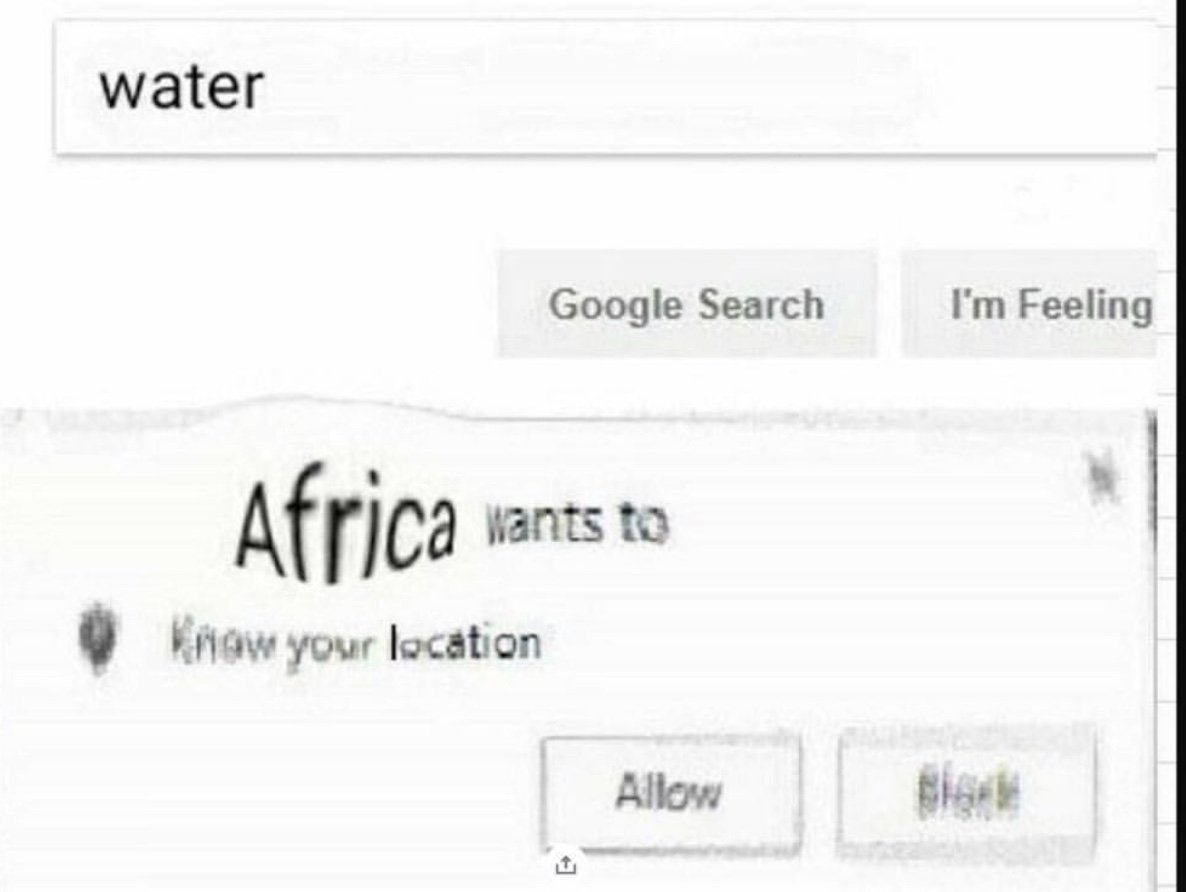 water
Google Search
I'm Feeling
Africa wants to
Know your location
Allow